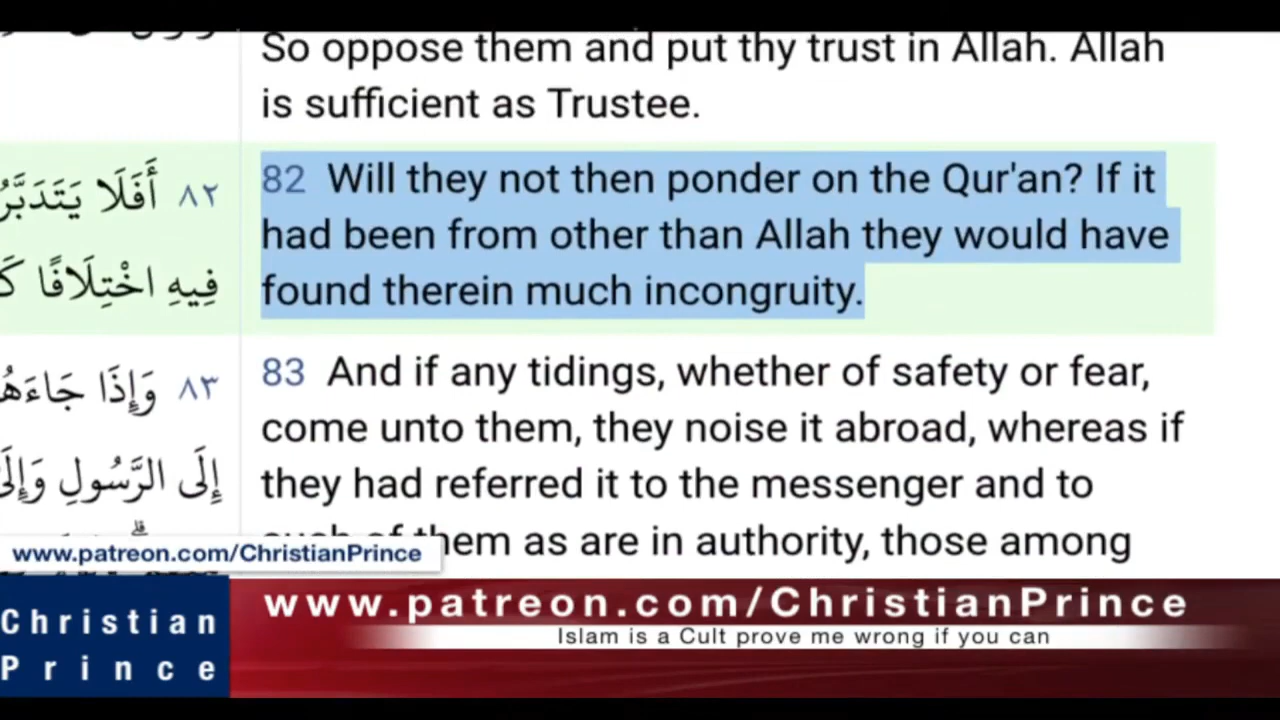 So oppose them and put thy trust in Allah. Allah
is sufficient as Trustee.
٨٢ أَفَلَا يَتَدَبَّرُ
82 Will they not then ponder on the Qur'an? If it
had been from other than Allah they would have
فِيهِ اخْتِلَافًا
found therein much incongruity.
٨٣ وَإِذَا جَاءَهُ
83 And if any tidings, whether of safety or fear,
come unto them, they noise it abroad, whereas if
إِلَى الرَّسُولِ وَإِلَى
they had referred it to the messenger and to
such of them as are in authority, those among
www.patreon.com/ChristianPrince
Christian
Prince
www.patreon.com/ChristianPrince
Islam is a Cult prove me wrong if you can